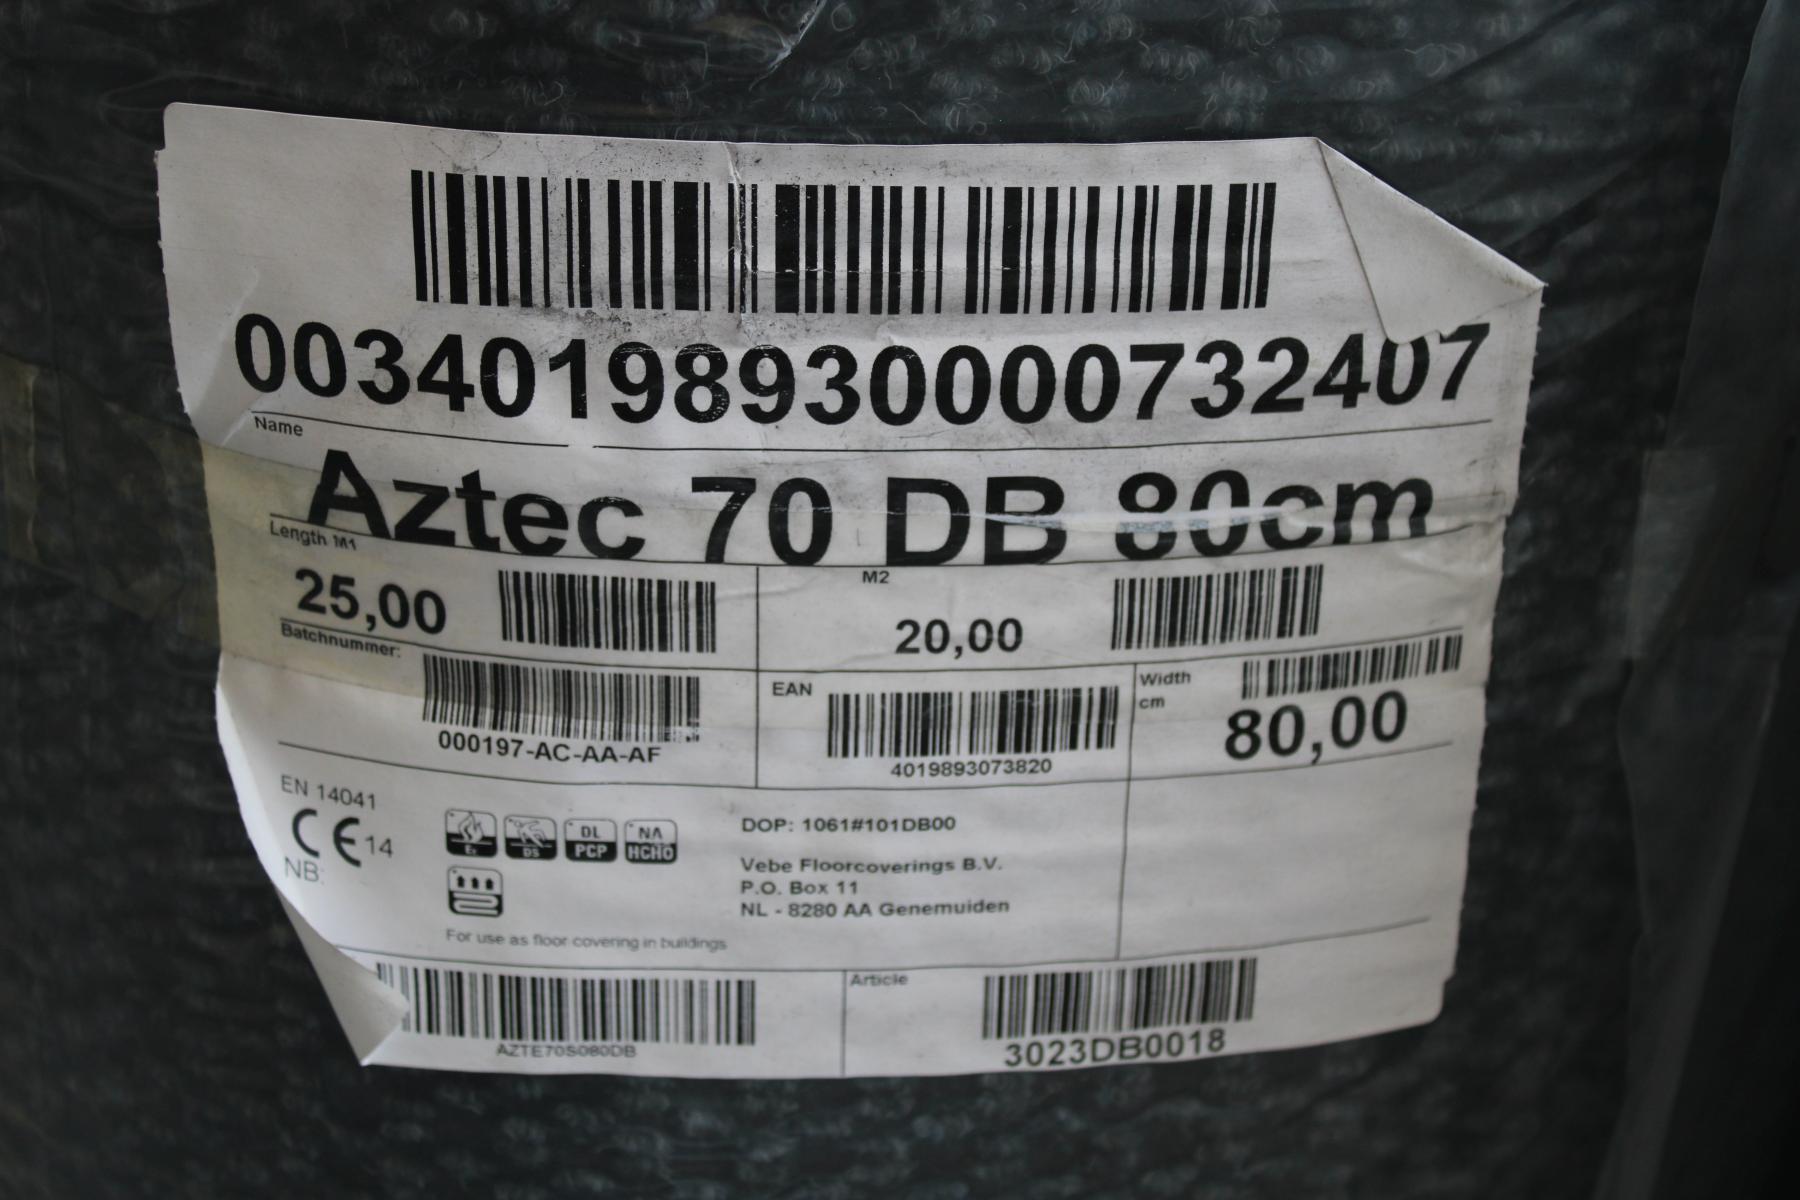 00340198930000732407
Name
Aztec 70 DB 80cm
Length M1
25,00
M2
20,00
Batchnummer:
000197-AC-AA-AF
EAN
4019893073820
Width
cm
80,00
EN 14041
CE 14
NB:
Efl
DS
DL
PCP
NA
HCHO
DOP: 1061#101DB00
Vebe Floorcoverings B.V.
P.O. Box 11
NL - 8280 AA Genemuiden
For use as floor covering in buildings
AZTE70S080DB
Article
3023DB0018